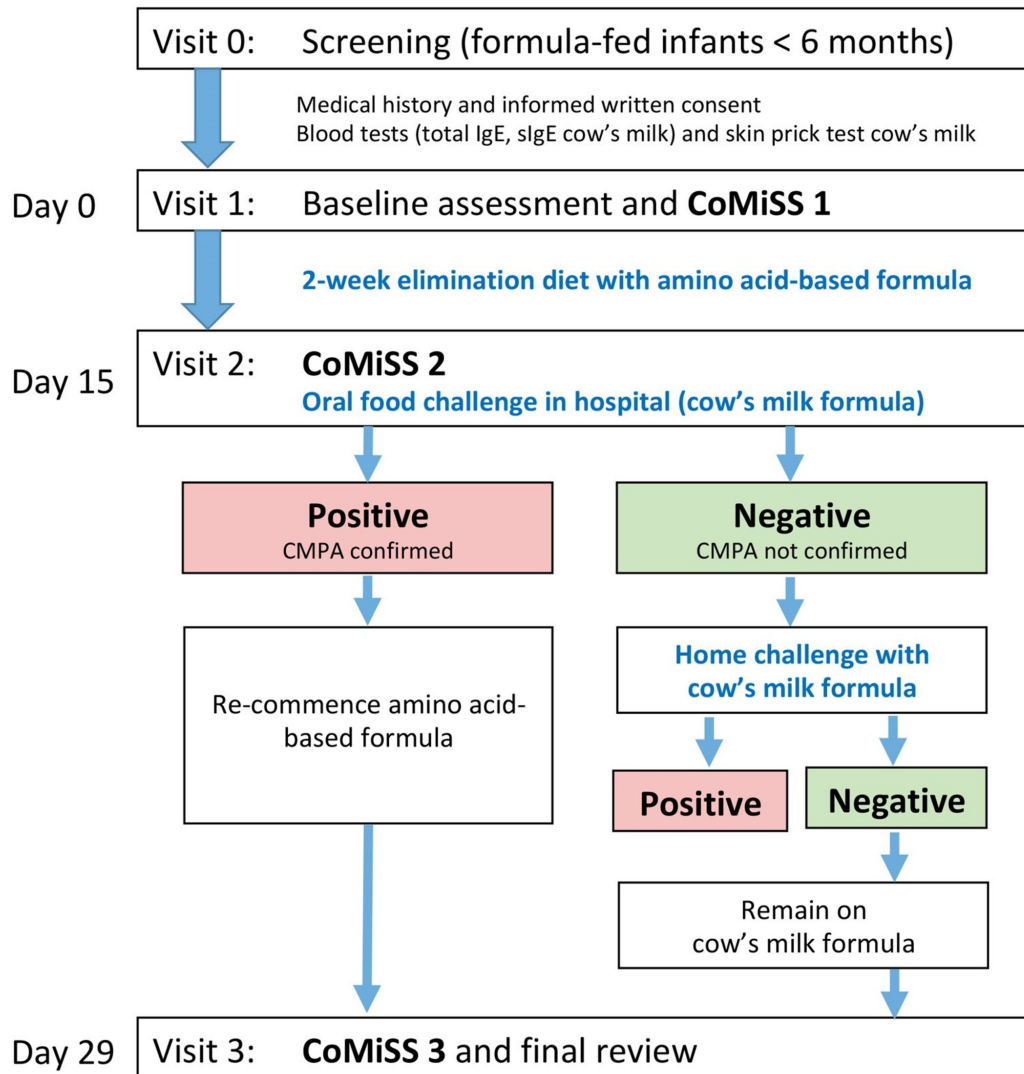 Visit 0: Screening (formula-fed infants < 6 months)
Medical history and informed written consent
Blood tests (total IgE, sIgE cow’s milk) and skin prick test cow’s milk
Day 0
Visit 1: Baseline assessment and CoMiSS 1
2-week elimination diet with amino acid-based formula
Day 15
Visit 2: CoMiSS 2
Oral food challenge in hospital (cow’s milk formula)
Positive
CMPA confirmed
Negative
CMPA not confirmed
Re-commence amino acid-
based formula
Home challenge with
cow’s milk formula
Positive
Negative
Remain on
cow’s milk formula
Day 29
Visit 3: CoMiSS 3 and final review